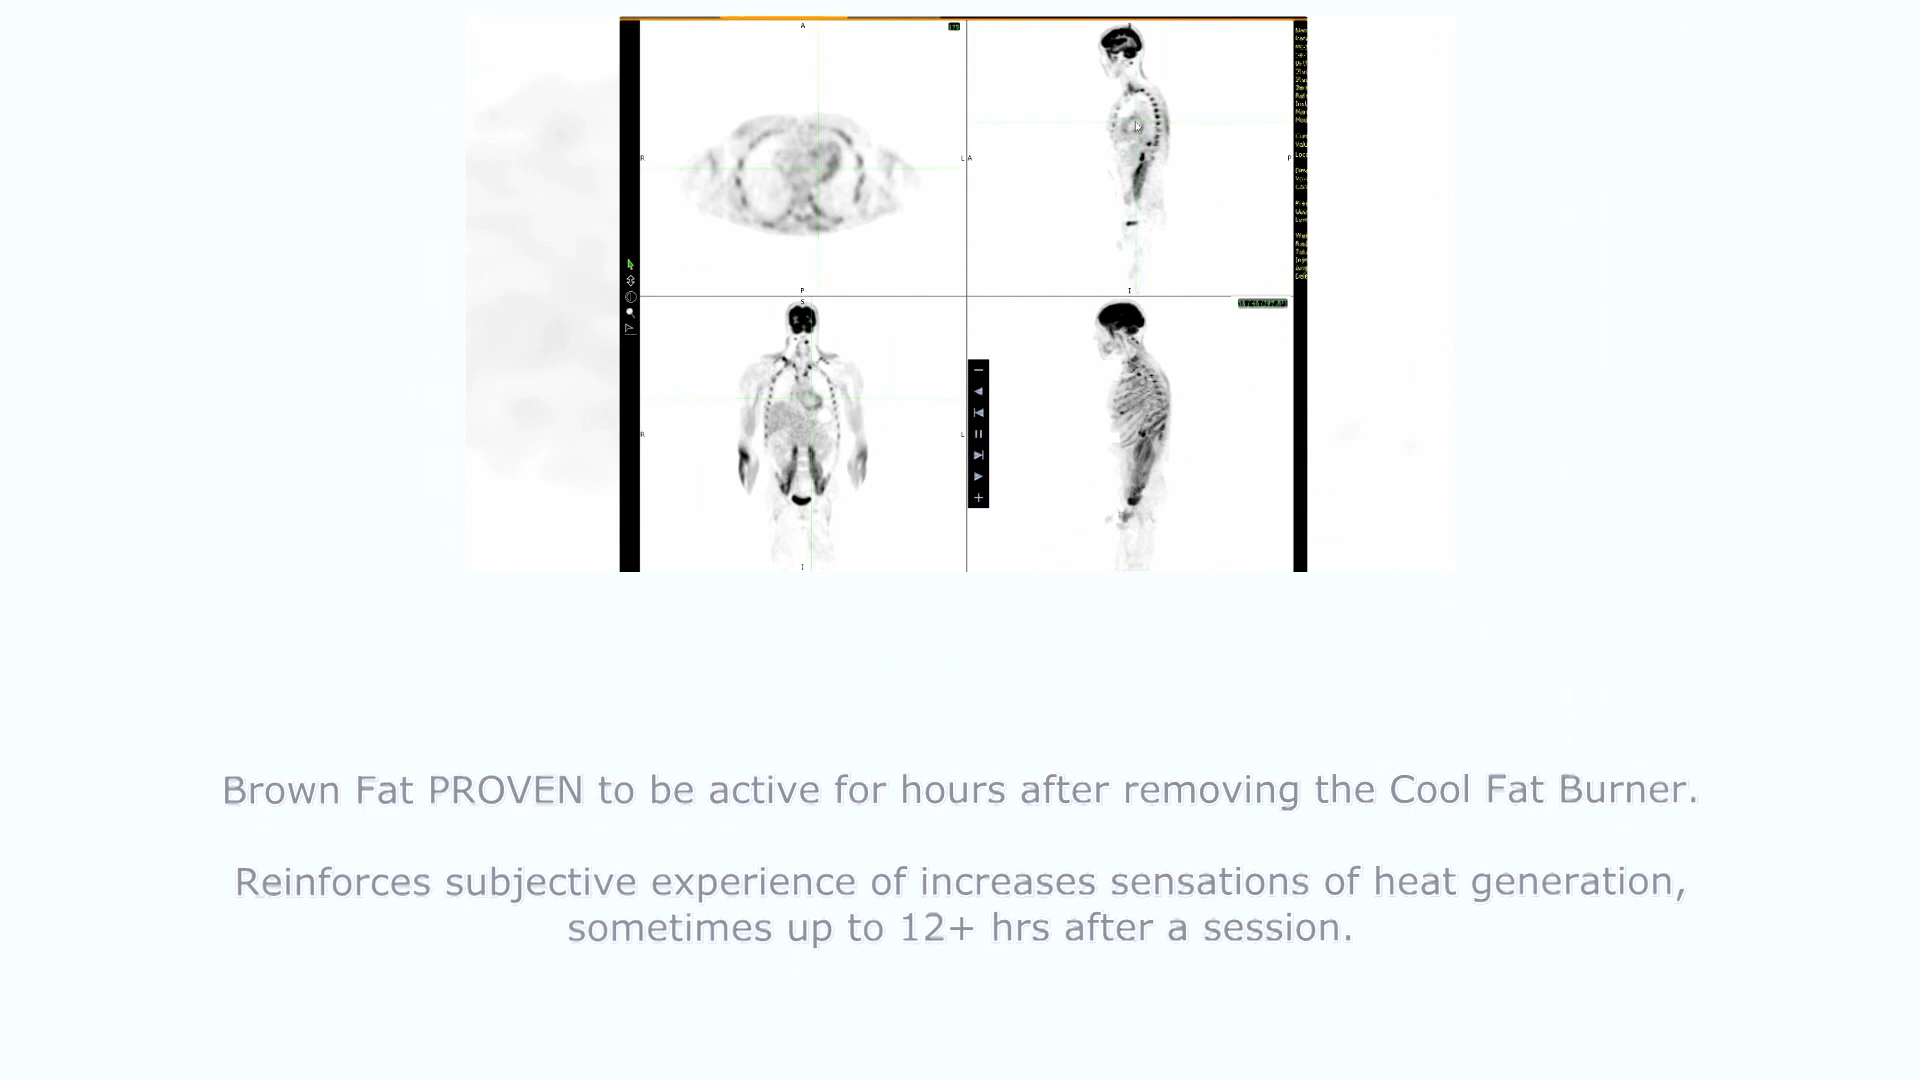 A
R
L
P
A
P
I
S
R
L
I
Brown Fat PROVEN to be active for hours after removing the Cool Fat Burner.
Reinforces subjective experience of increases sensations of heat generation,
sometimes up to 12+ hrs after a session.